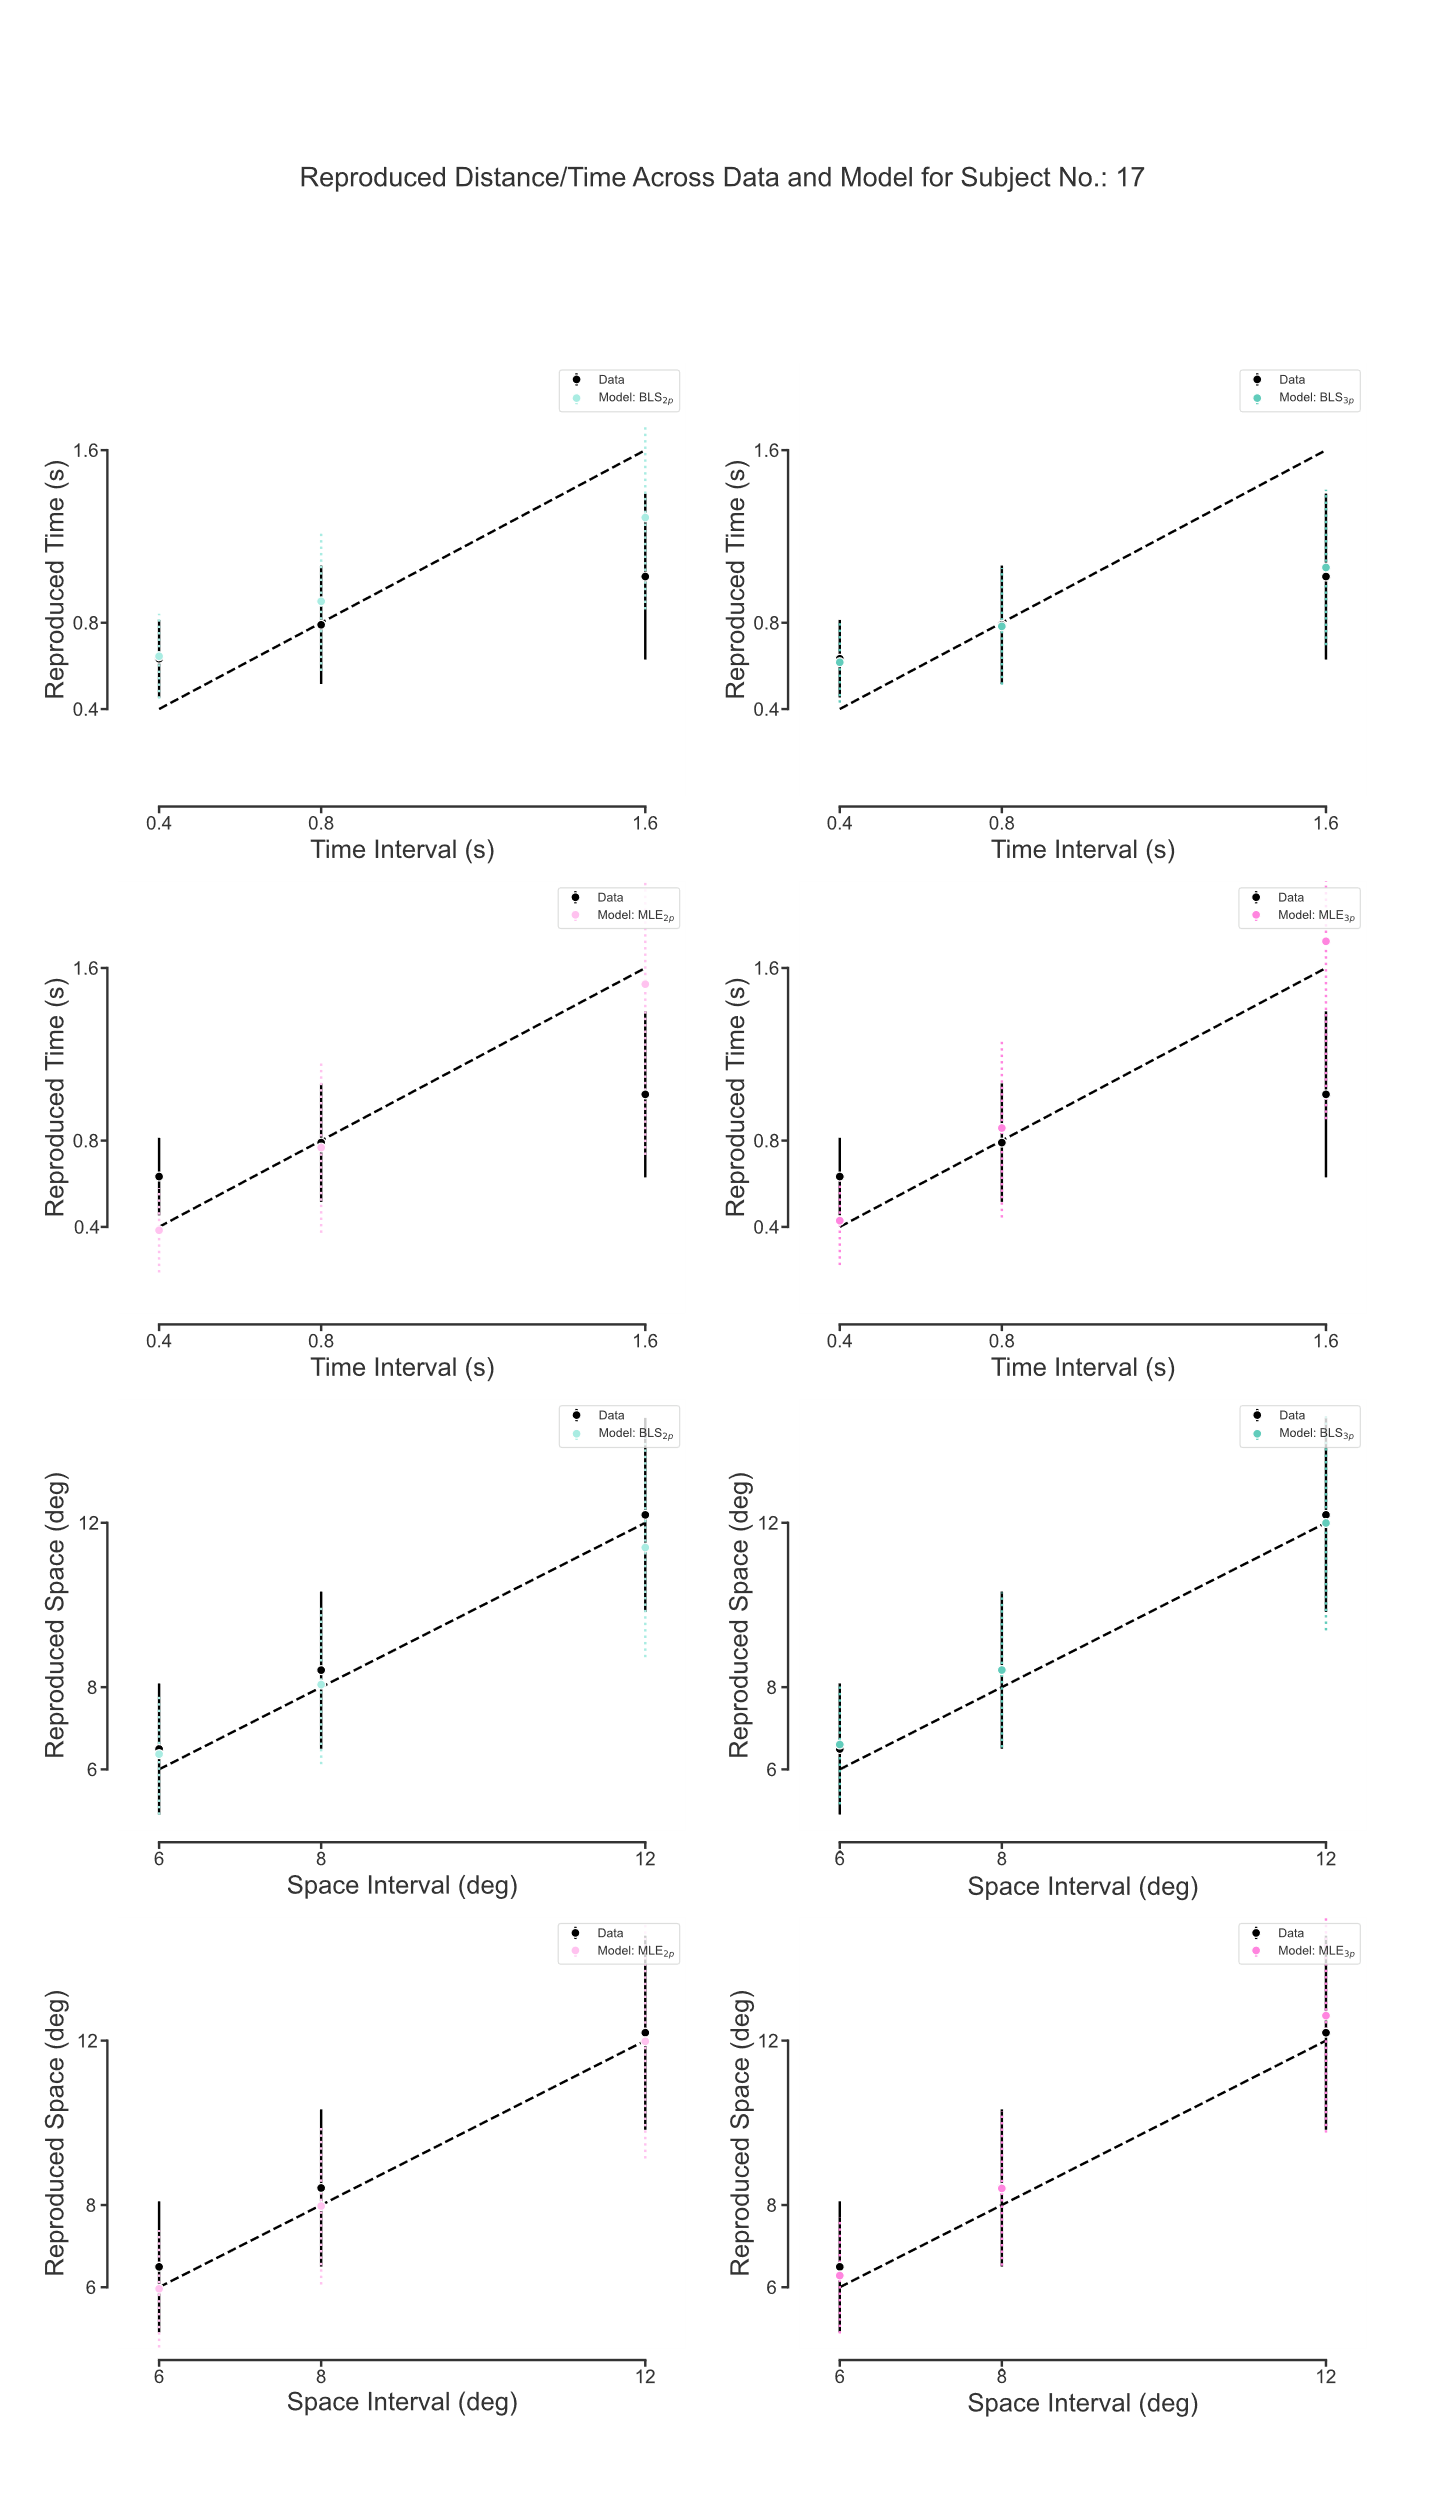 Reproduced Distance/Time Across Data and Model for Subject No.: 17
Data
Model: BLS2p
Reproduced Time (s)
1.6
0.8
0.4
0.4 0.8 1.6
Time Interval (s)
Data
Model: BLS3p
Reproduced Time (s)
1.6
0.8
0.4
0.4 0.8 1.6
Time Interval (s)
Data
Model: MLE2p
Reproduced Time (s)
1.6
0.8
0.4
0.4 0.8 1.6
Time Interval (s)
Data
Model: MLE3p
Reproduced Time (s)
1.6
0.8
0.4
0.4 0.8 1.6
Time Interval (s)
Data
Model: BLS2p
Reproduced Space (deg)
12
8
6
6 8 12
Space Interval (deg)
Data
Model: BLS3p
Reproduced Space (deg)
12
8
6
6 8 12
Space Interval (deg)
Data
Model: MLE2p
Reproduced Space (deg)
12
8
6
6 8 12
Space Interval (deg)
Data
Model: MLE3p
Reproduced Space (deg)
12
8
6
6 8 12
Space Interval (deg)